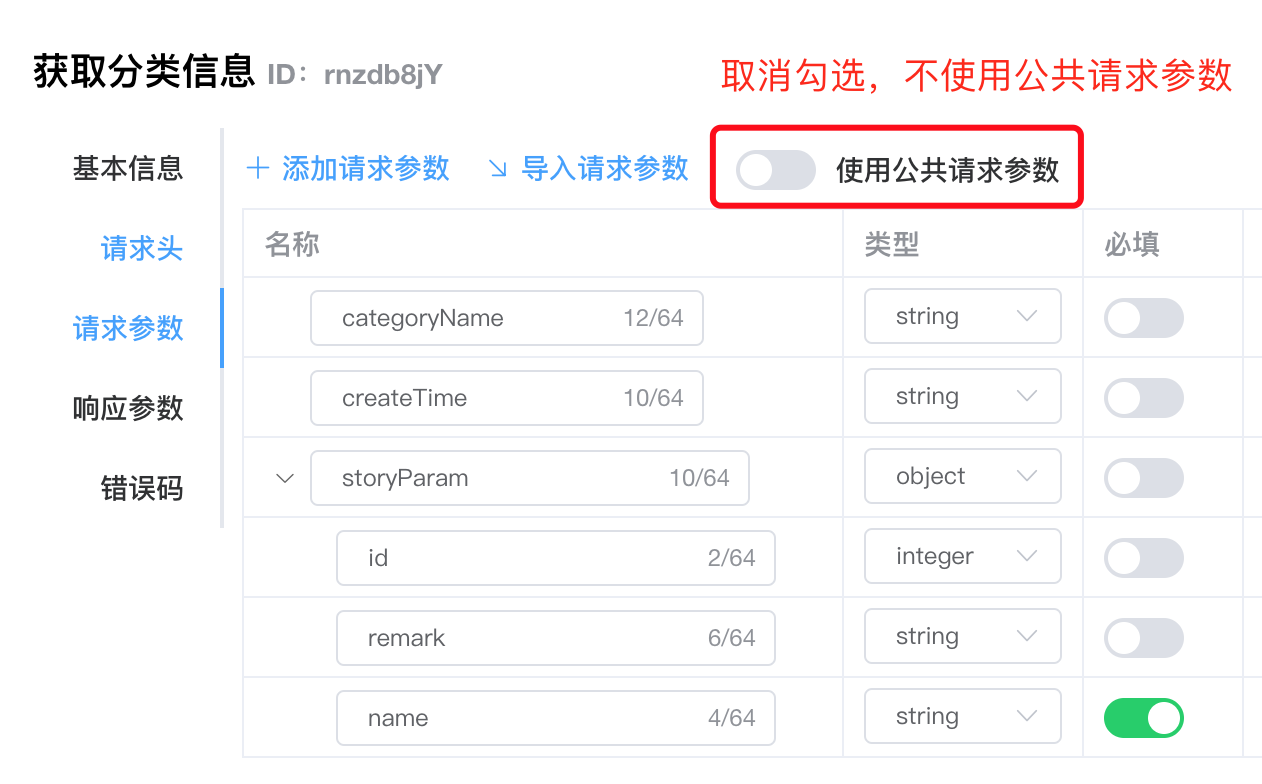 获取分类信息 ID：rnzdb8jY
取消勾选，不使用公共请求参数
基本信息
请求头
请求参数
响应参数
错误码
添加请求参数 导入请求参数 使用公共请求参数
名称 类型 必填
categoryName 12/64 string
createTime 10/64 string
storyParam 10/64 object
id 2/64 integer
remark 6/64 string
name 4/64 string